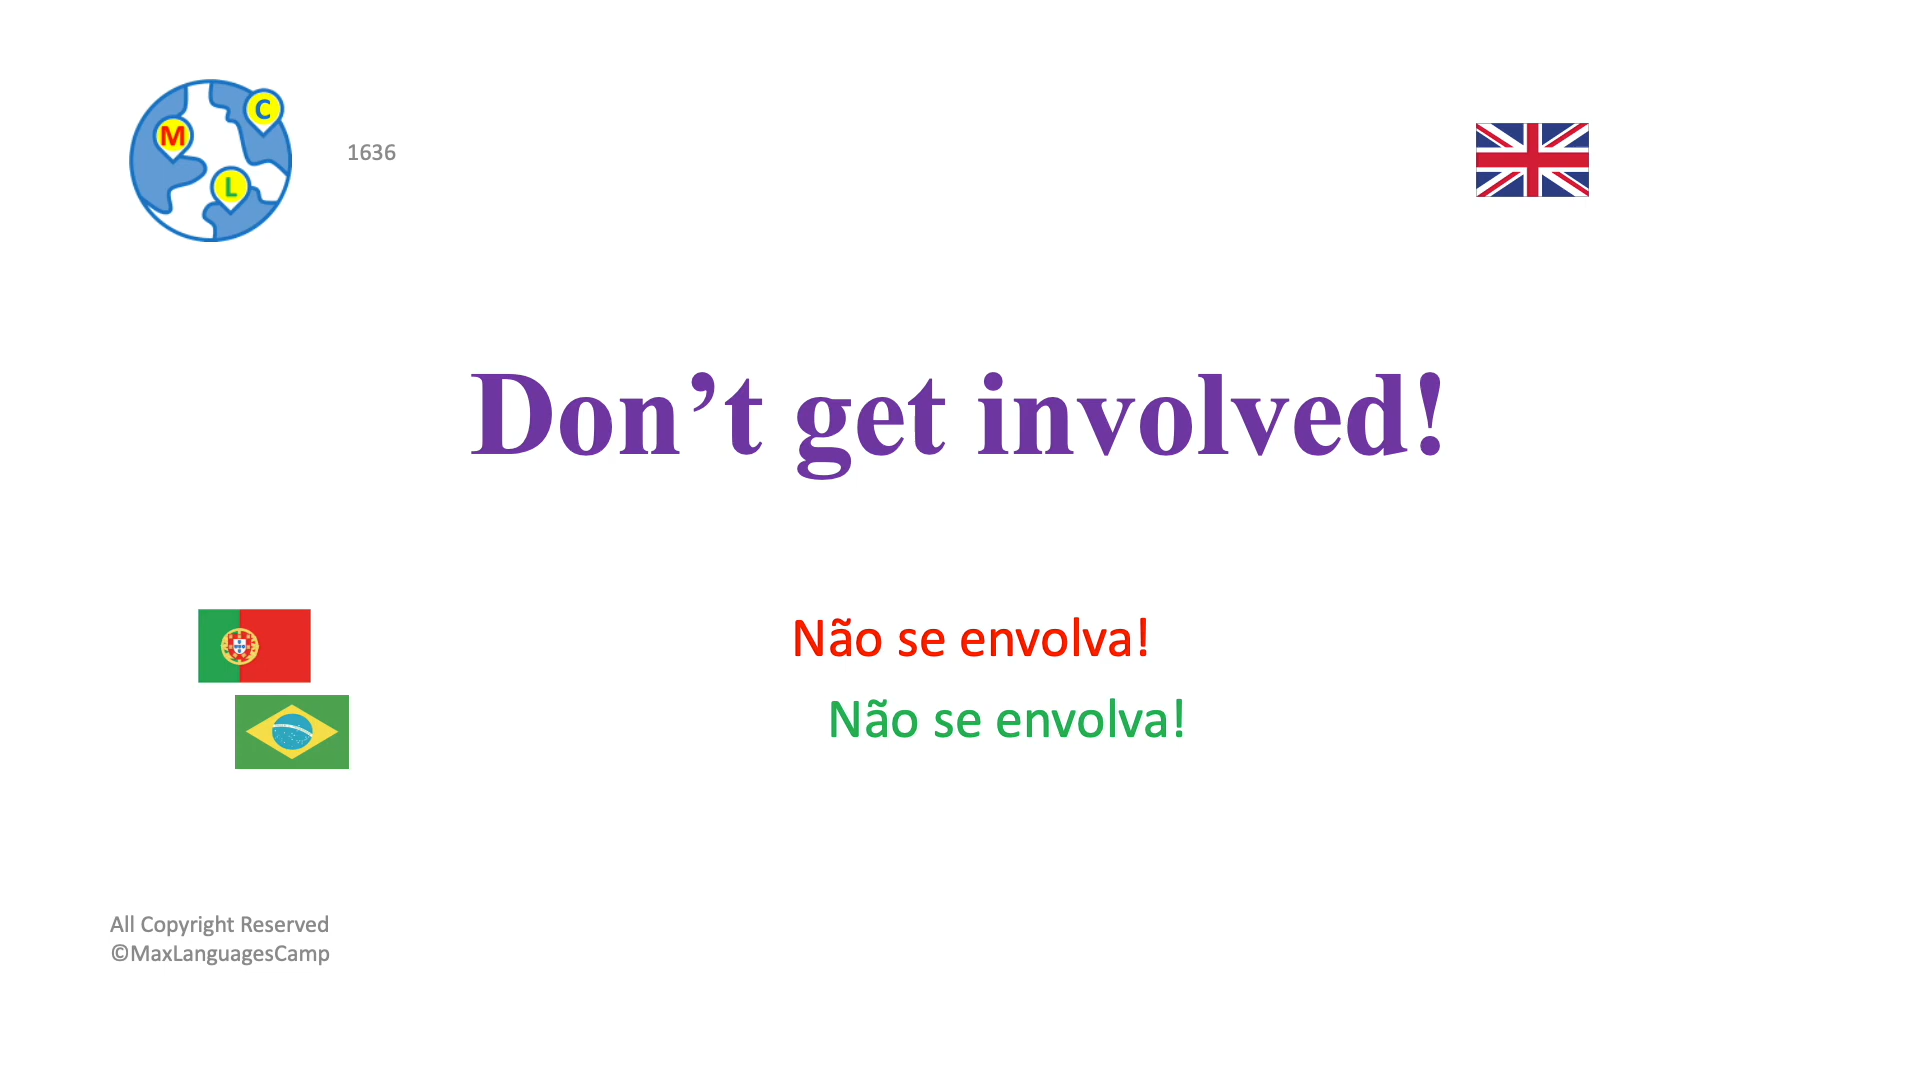 M
C
L
1636
Don’t get involved!
Não se envolva!
Não se envolva!
All Copyright Reserved
©MaxLanguagesCamp